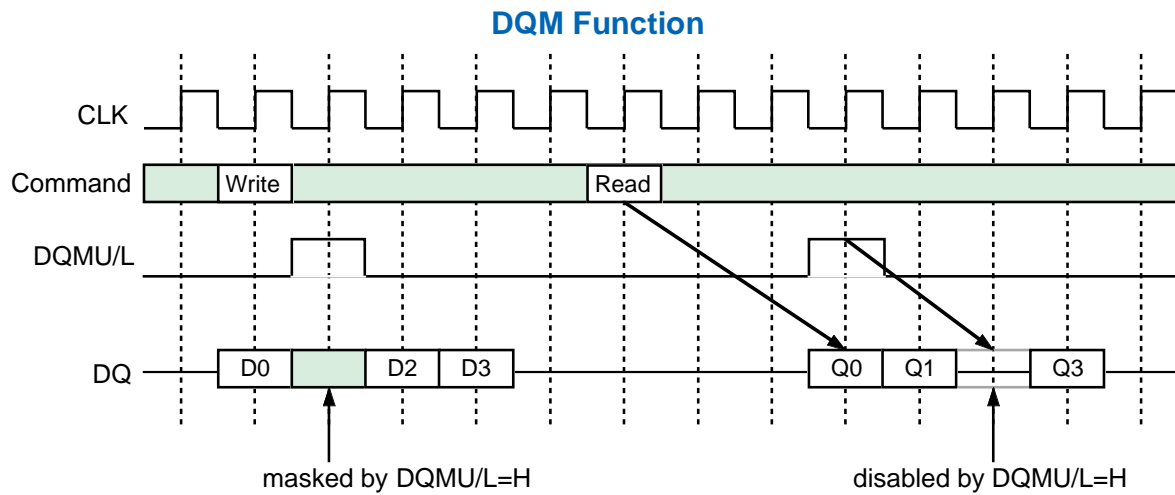 DQM Function
CLK
Command Write Read
DQMU/L
DQ D0 D2 D3 Q0 Q1 Q3
masked by DQMU/L=H disabled by DQMU/L=H